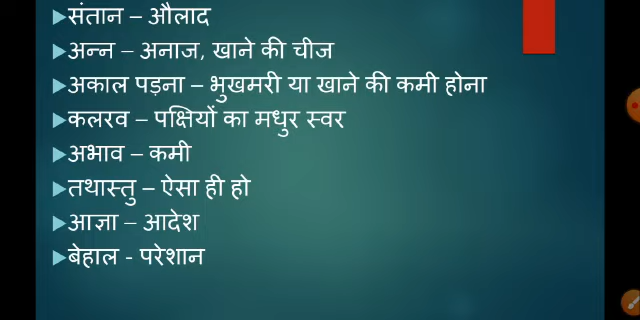 संतान – औलाद
अन्न – अनाज, खाने की चीज
अकाल पड़ना – भुखमरी या खाने की कमी होना
कलरव – पक्षियों का मधुर स्वर
अभाव – कमी
तथास्तु – ऐसा ही हो
आज्ञा – आदेश
बेहाल - परेशान